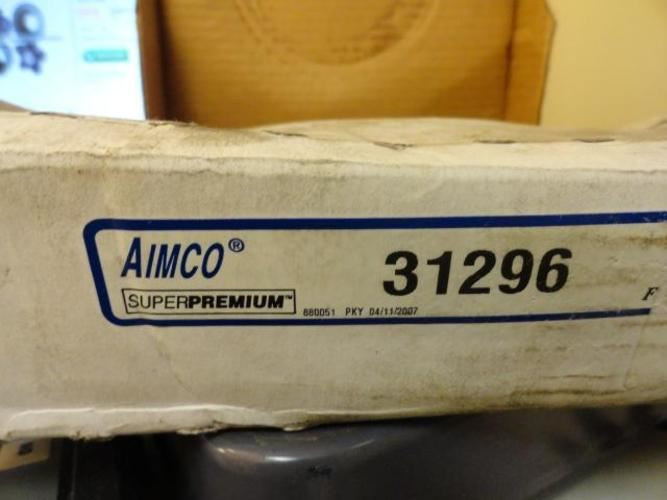 AIMCO®
31296
SUPERPREMIUM™
880051 PKY 04/11/2007
F